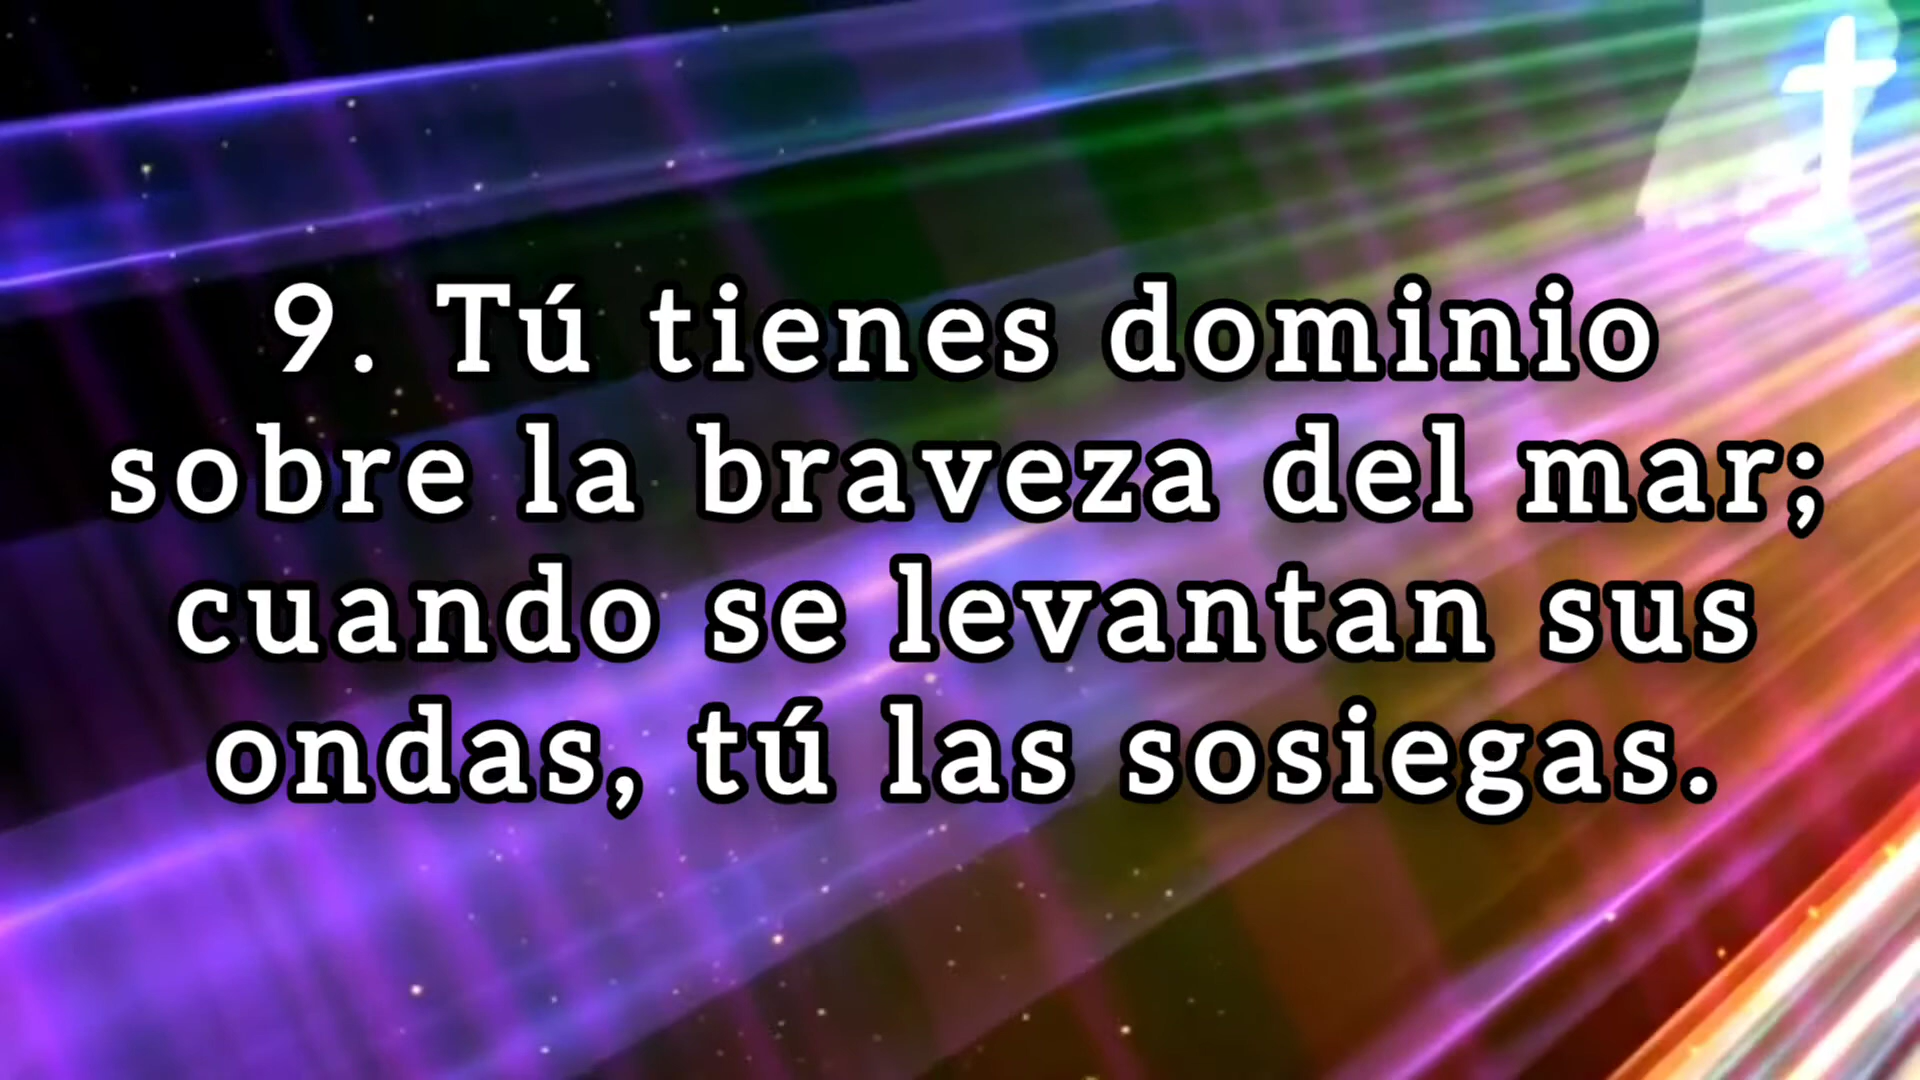 9. Tú tienes dominio
sobre la braveza del mar;
cuando se levantan sus
ondas, tú las sosiegas.